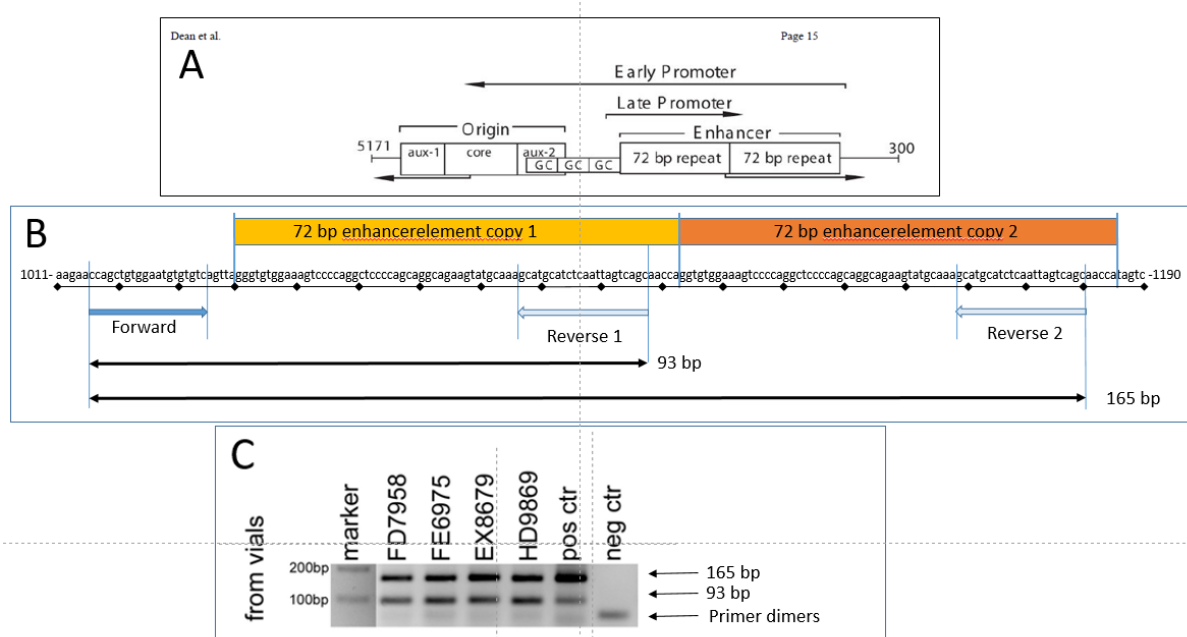 Dean et al. Page 15
A
Early Promoter
Late Promoter
Origin Enhancer
5171 aux-1 core aux-2 GC GC GC 72 bp repeat 72 bp repeat 300
B
72 bp enhancerelement copy 1 72 bp enhancerelement copy 2
1011- aagaaccagctgtggaatgtgtgtcagttagggtgtggaaagtccccaggctccccagcaggcagaagtatgcaaagcatgcatctcaattagtcagcaaccaggtgtggaaagtccccaggctccccagcaggcagaagtatgcaaagcatgcatctcaattagtcagcaaccatagtc -1190
Forward Reverse 1 Reverse 2
93 bp
165 bp
C
from vials marker FD7958 FE6975 EX8679 HD9869 pos ctr neg ctr
200bp 165 bp
100bp 93 bp
Primer dimers